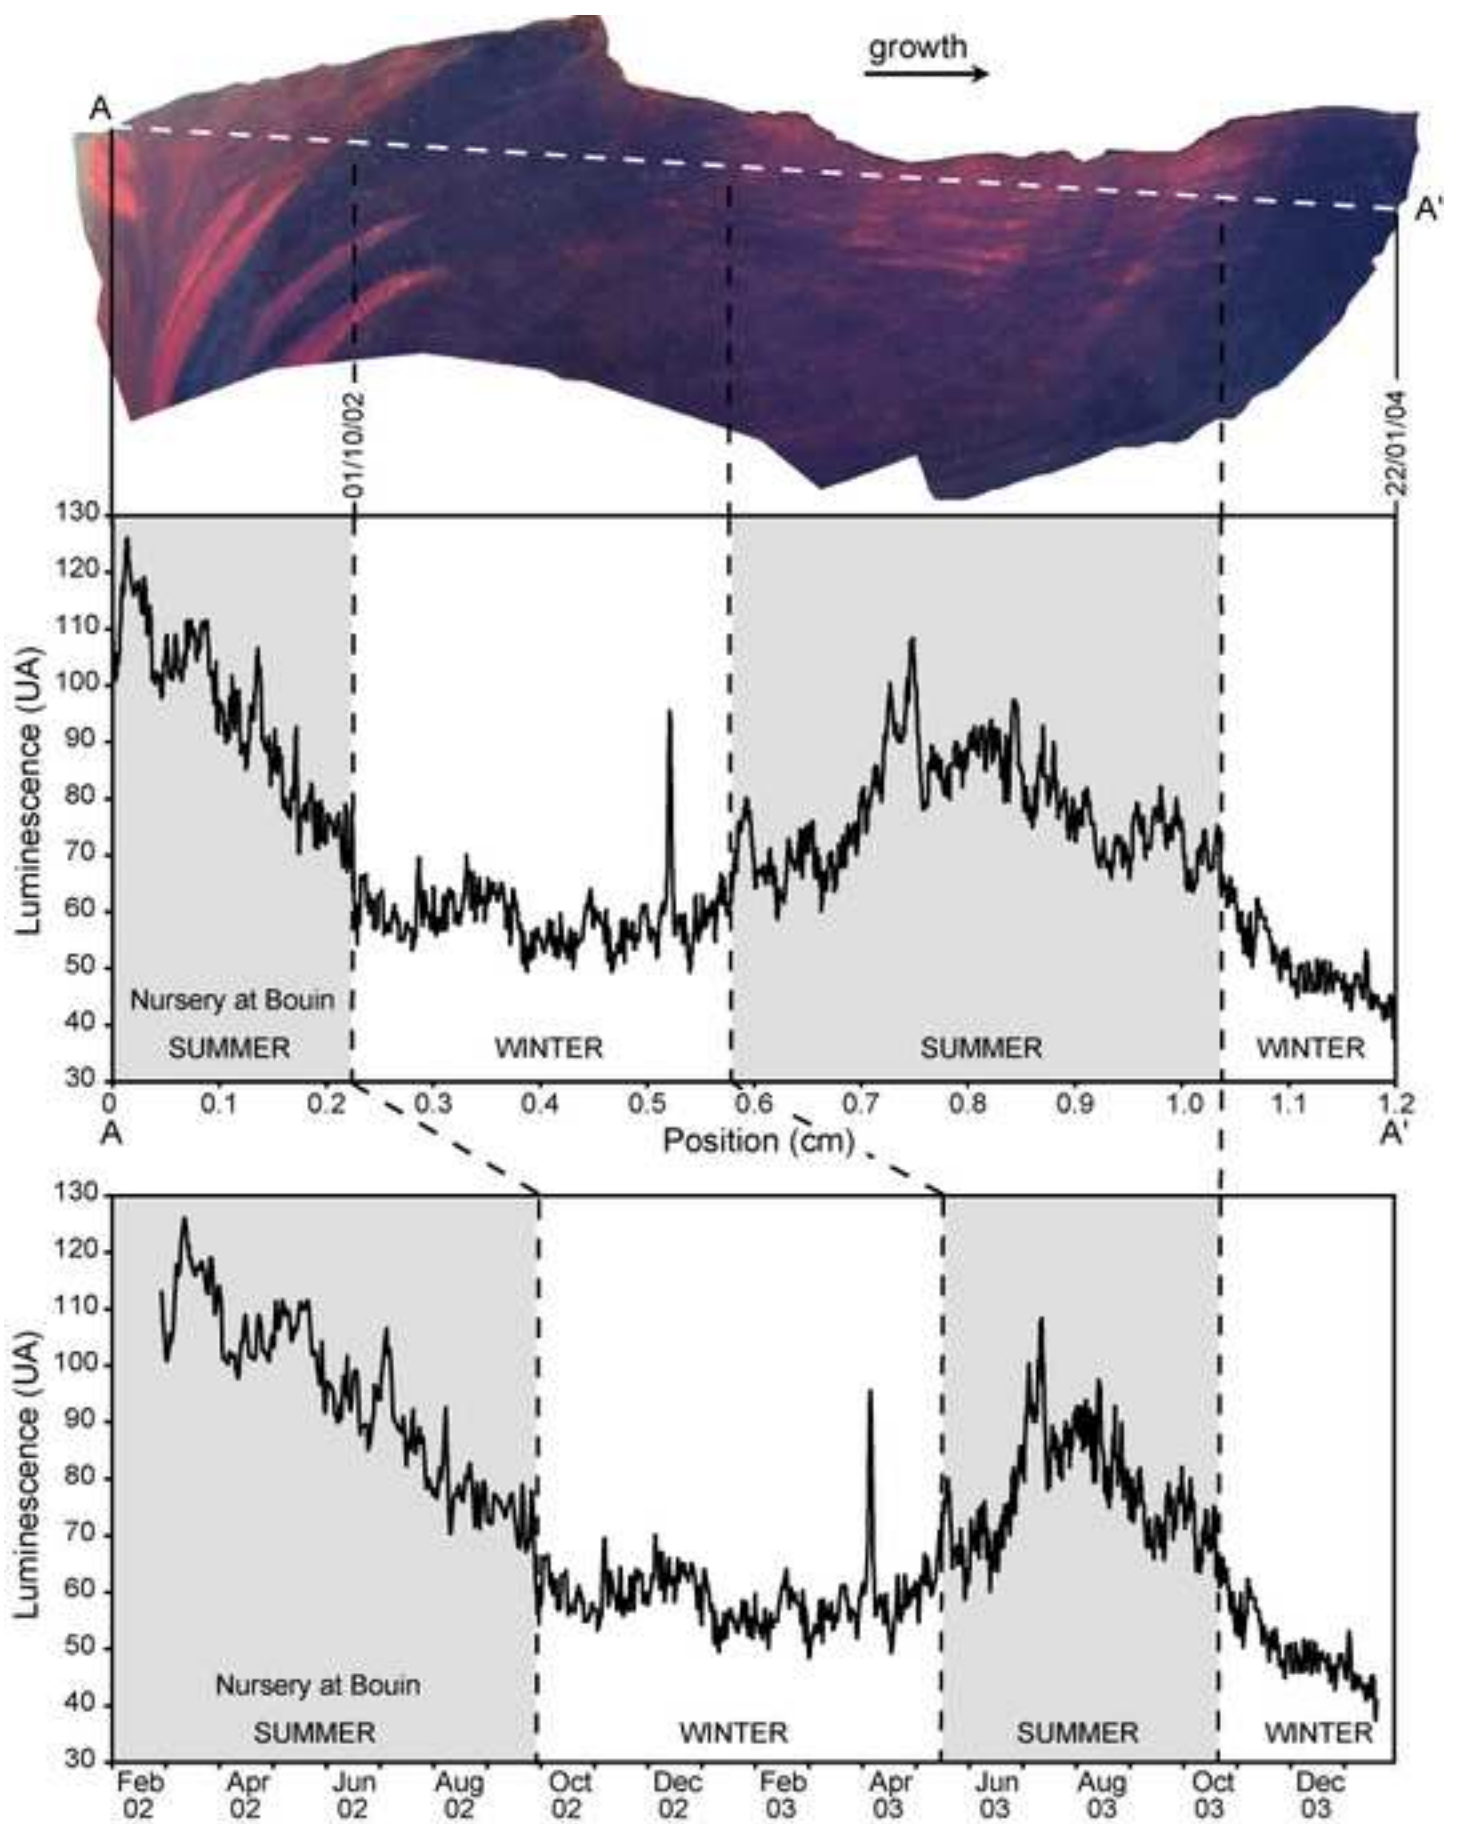 growth
A
A'
01/10/02
22/01/04
Luminescence (UA)
130
120
110
100
90
80
70
60
50
40
30
Nursery at Bouin
SUMMER
WINTER
SUMMER
WINTER
0 0.1 0.2 0.3 0.4 0.5 0.6 0.7 0.8 0.9 1.0 1.1 1.2
A Position (cm) A'
Luminescence (UA)
130
120
110
100
90
80
70
60
50
40
30
Nursery at Bouin
SUMMER
WINTER
SUMMER
WINTER
Feb Apr Jun Aug Oct Dec Feb Apr Jun Aug Oct Dec
02 02 02 02 02 02 03 03 03 03 03 03